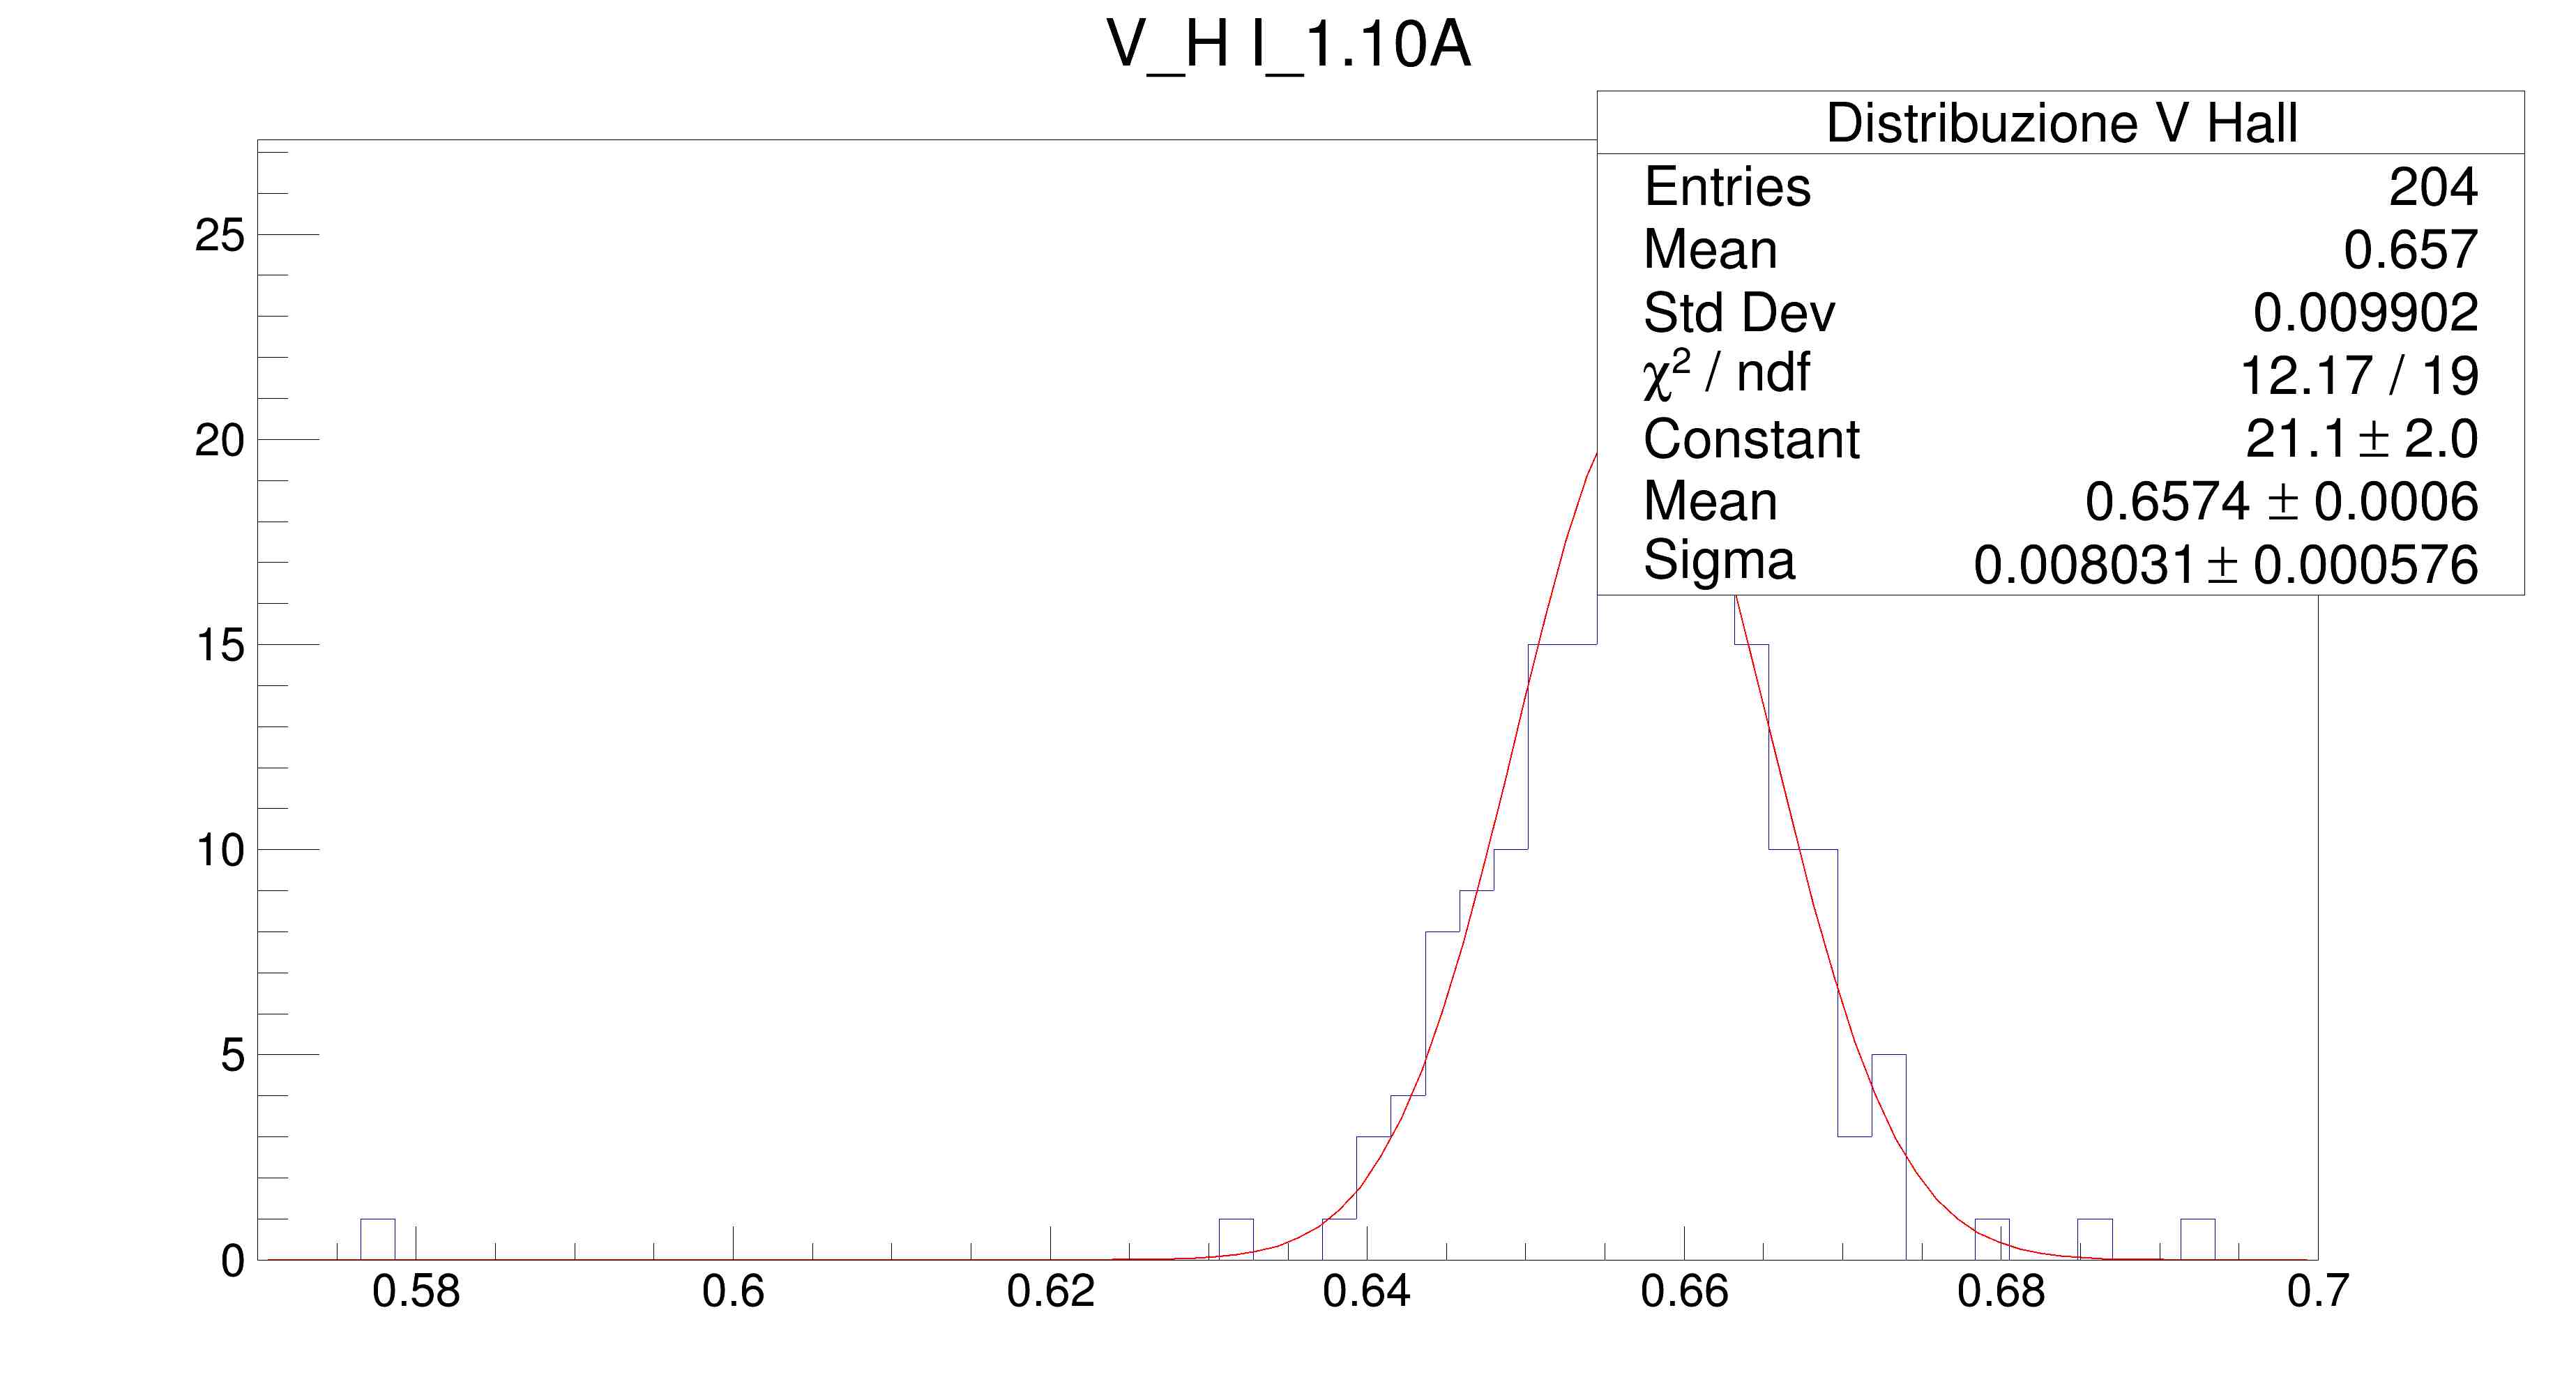 V_H I_1.10A
Distribuzione V Hall
Entries 204
Mean 0.657
Std Dev 0.009902
χ² / ndf 12.17 / 19
Constant 21.1 ± 2.0
Mean 0.6574 ± 0.0006
Sigma 0.008031 ± 0.000576
25
20
15
10
5
0
0.58 0.6 0.62 0.64 0.66 0.68 0.7